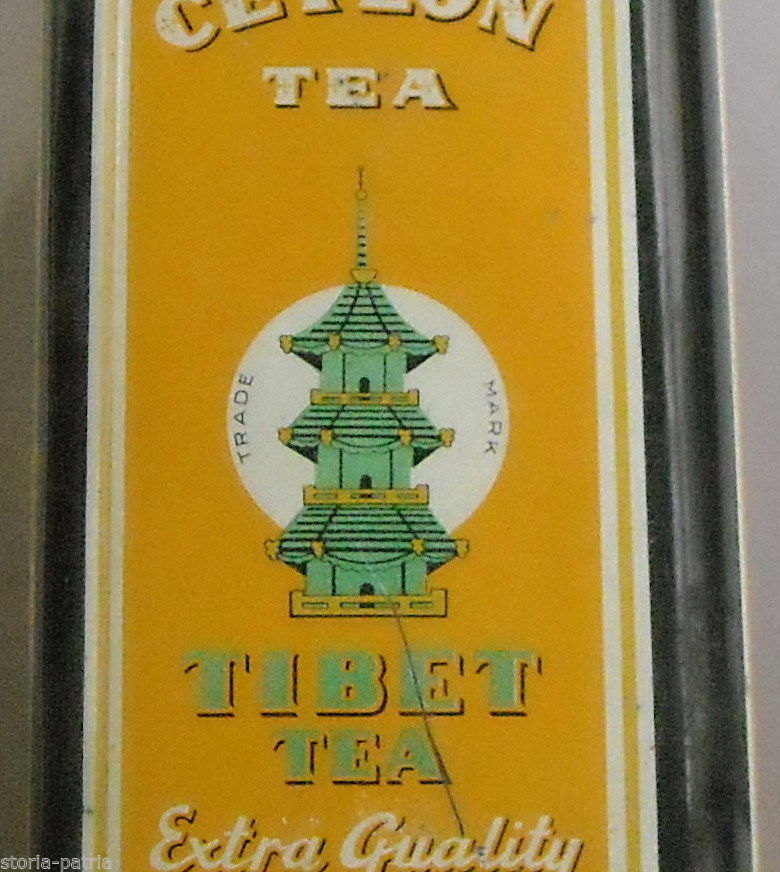 CEYLON
TEA
TRADE MARK
TIBET
TEA
Extra Quality
storia-patria